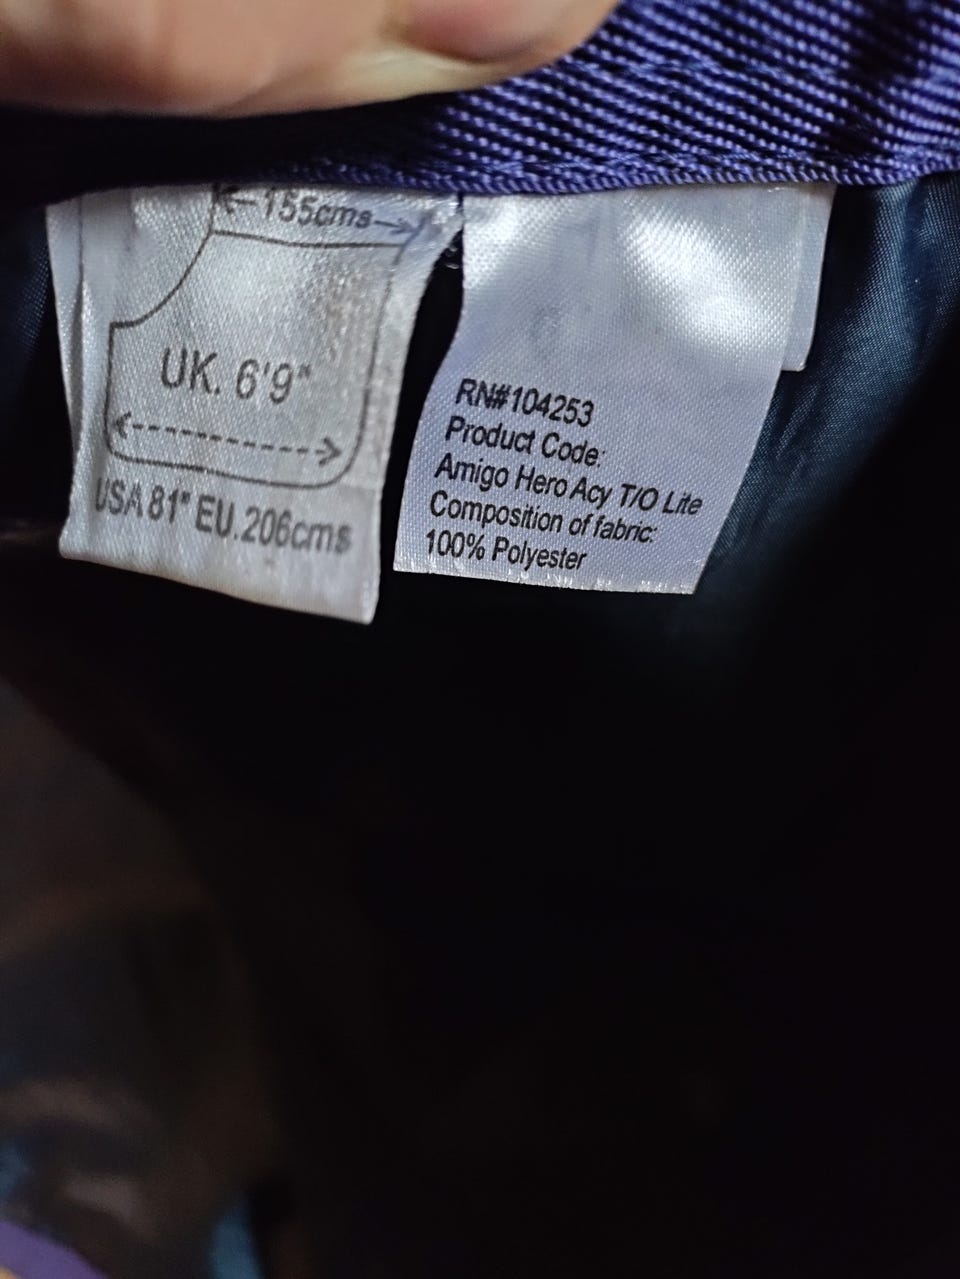 155cms
UK. 6'9"
USA 81" EU.206cms
RN#104253
Product Code:
Amigo Hero Acy T/O Lite
Composition of fabric:
100% Polyester